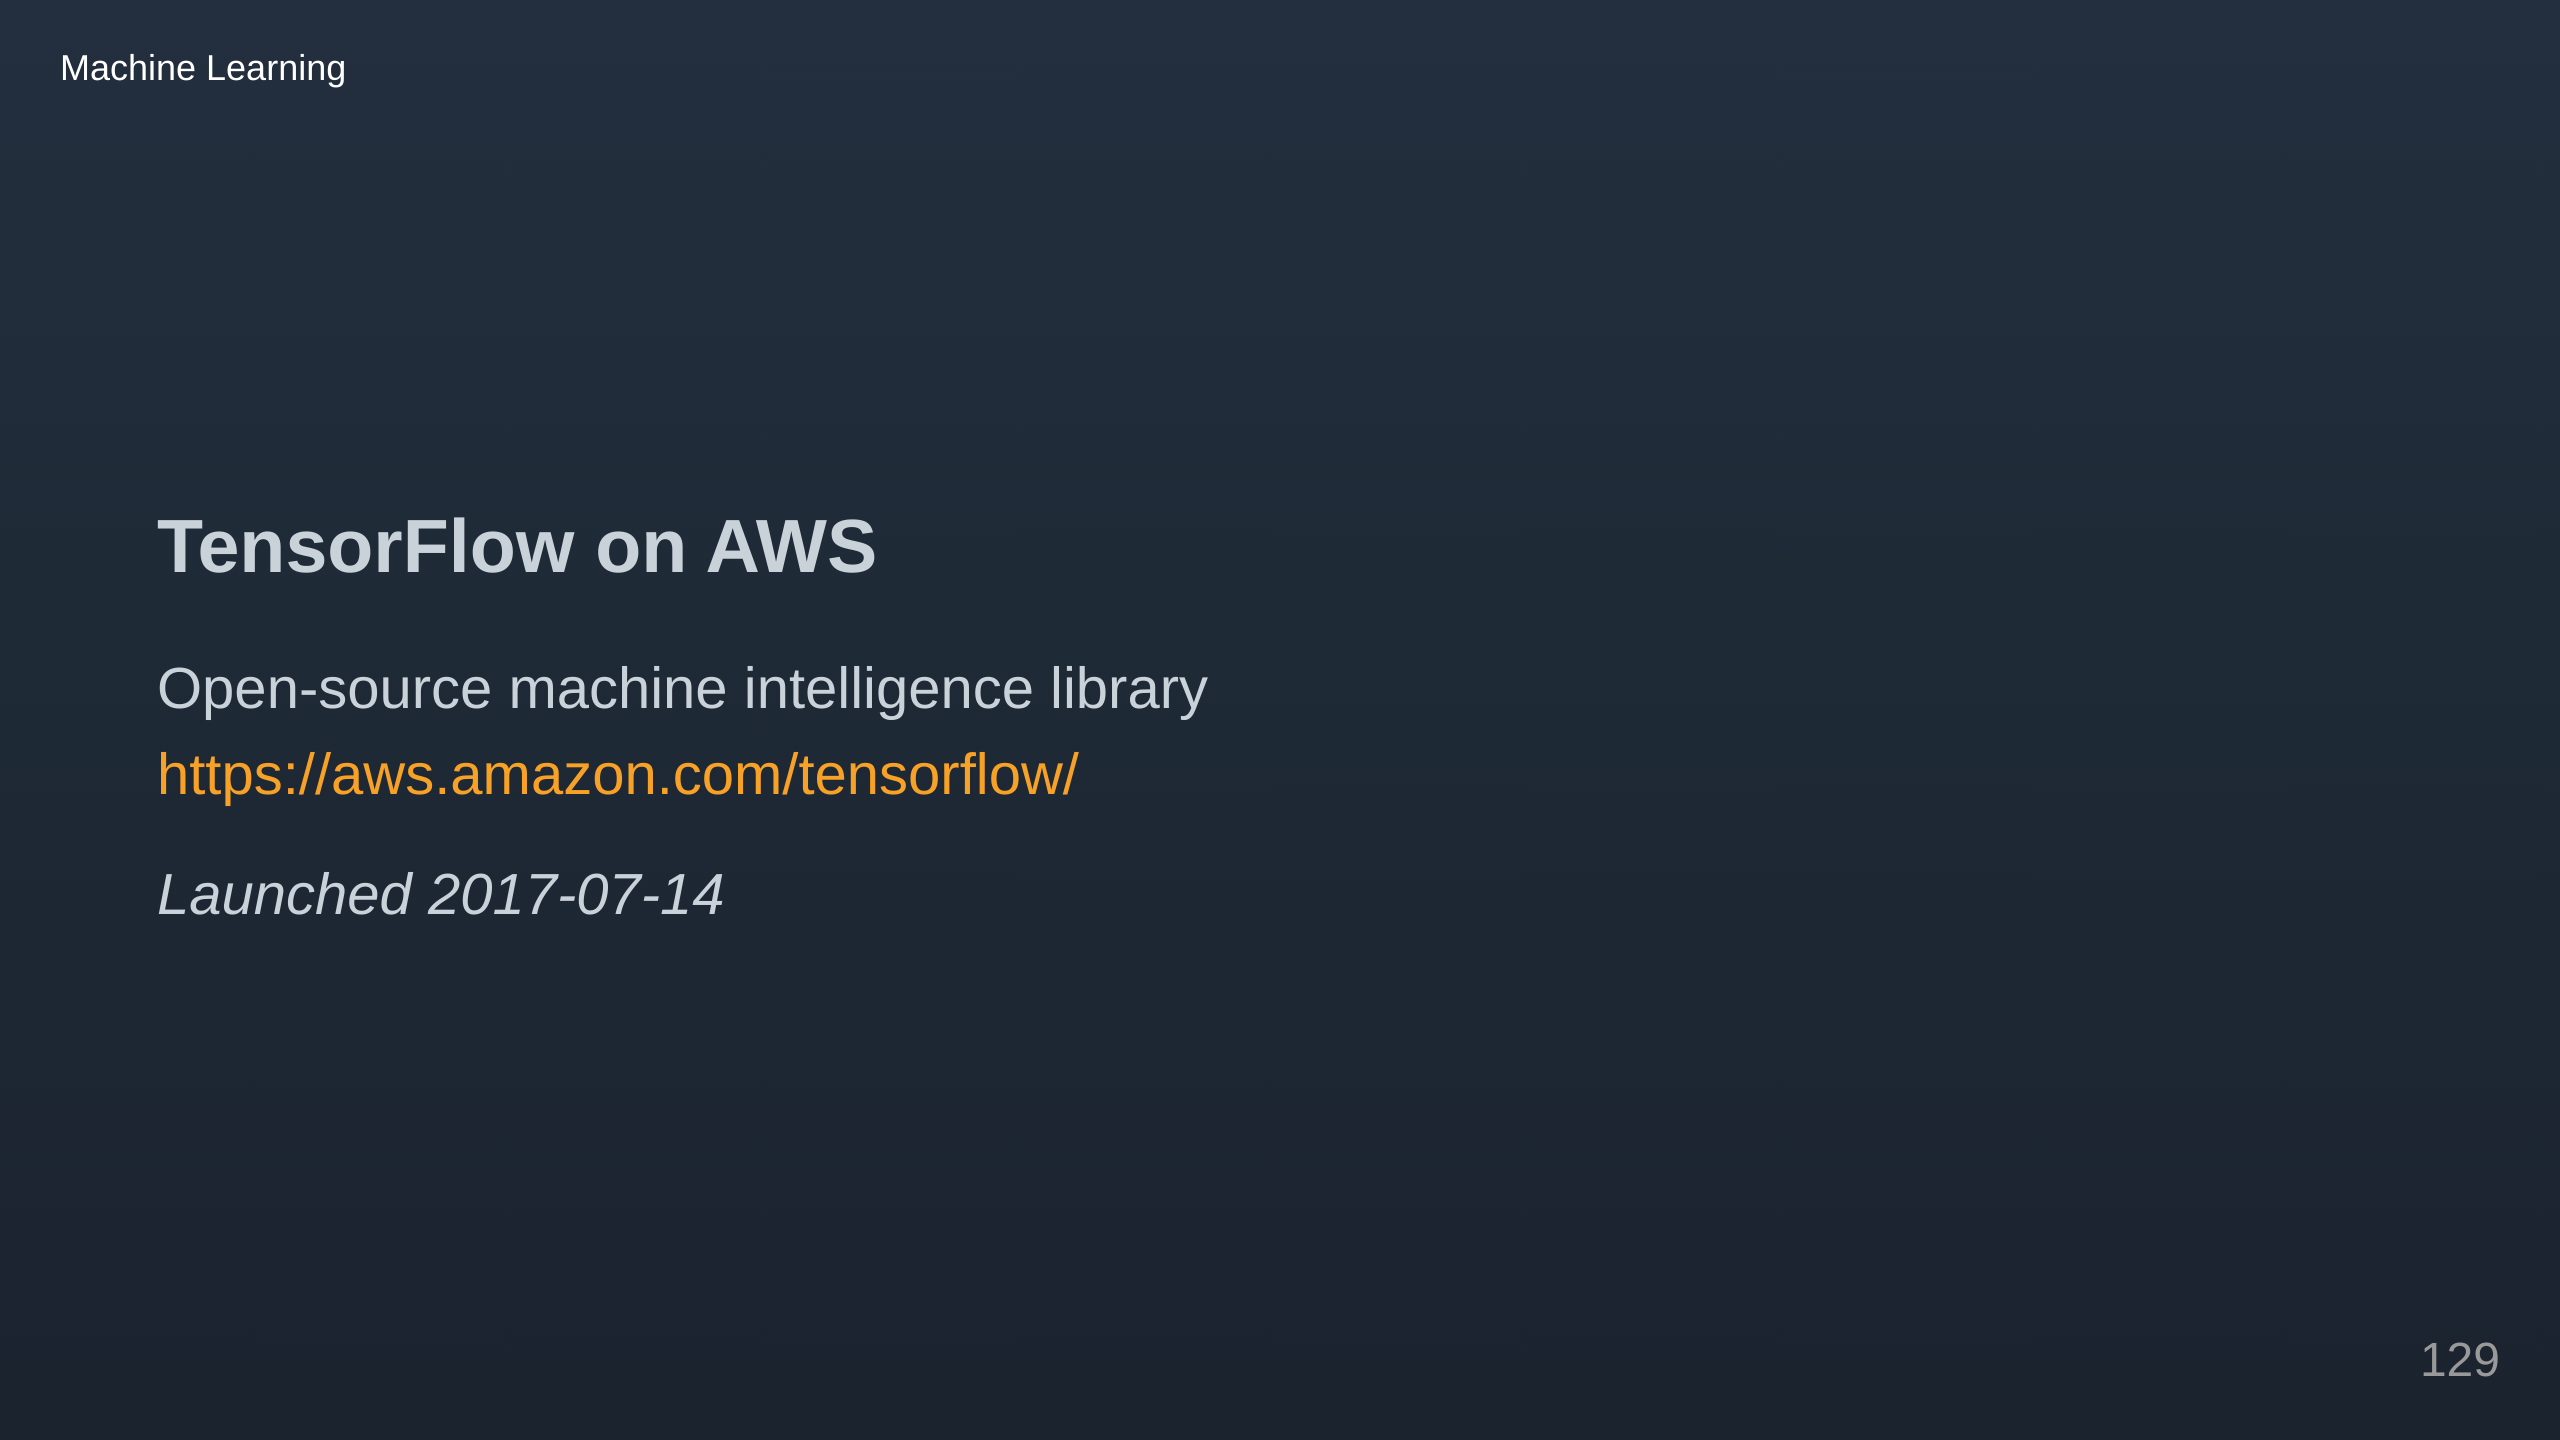 Machine Learning
TensorFlow on AWS
Open-source machine intelligence library
https://aws.amazon.com/tensorflow/
Launched 2017-07-14
129